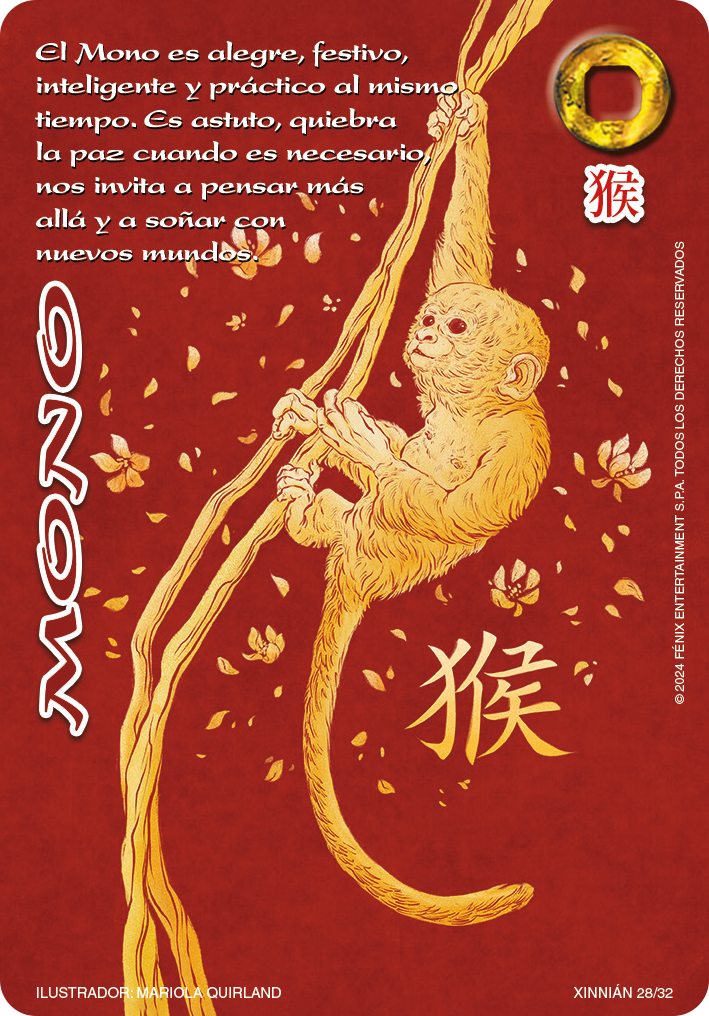 El Mono es alegre, festivo,
inteligente y práctico al mismo
tiempo. Es astuto, quiebra
la paz cuando es necesario,
nos invita a pensar más
allá y a soñar con
nuevos mundos.
猴
MONO
©2024 FÉNIX ENTERTAINMENT S.P.A. TODOS LOS DERECHOS RESERVADOS
猴
ILUSTRADOR: MARIOLA QUIRLAND
XINNIÁN 28/32